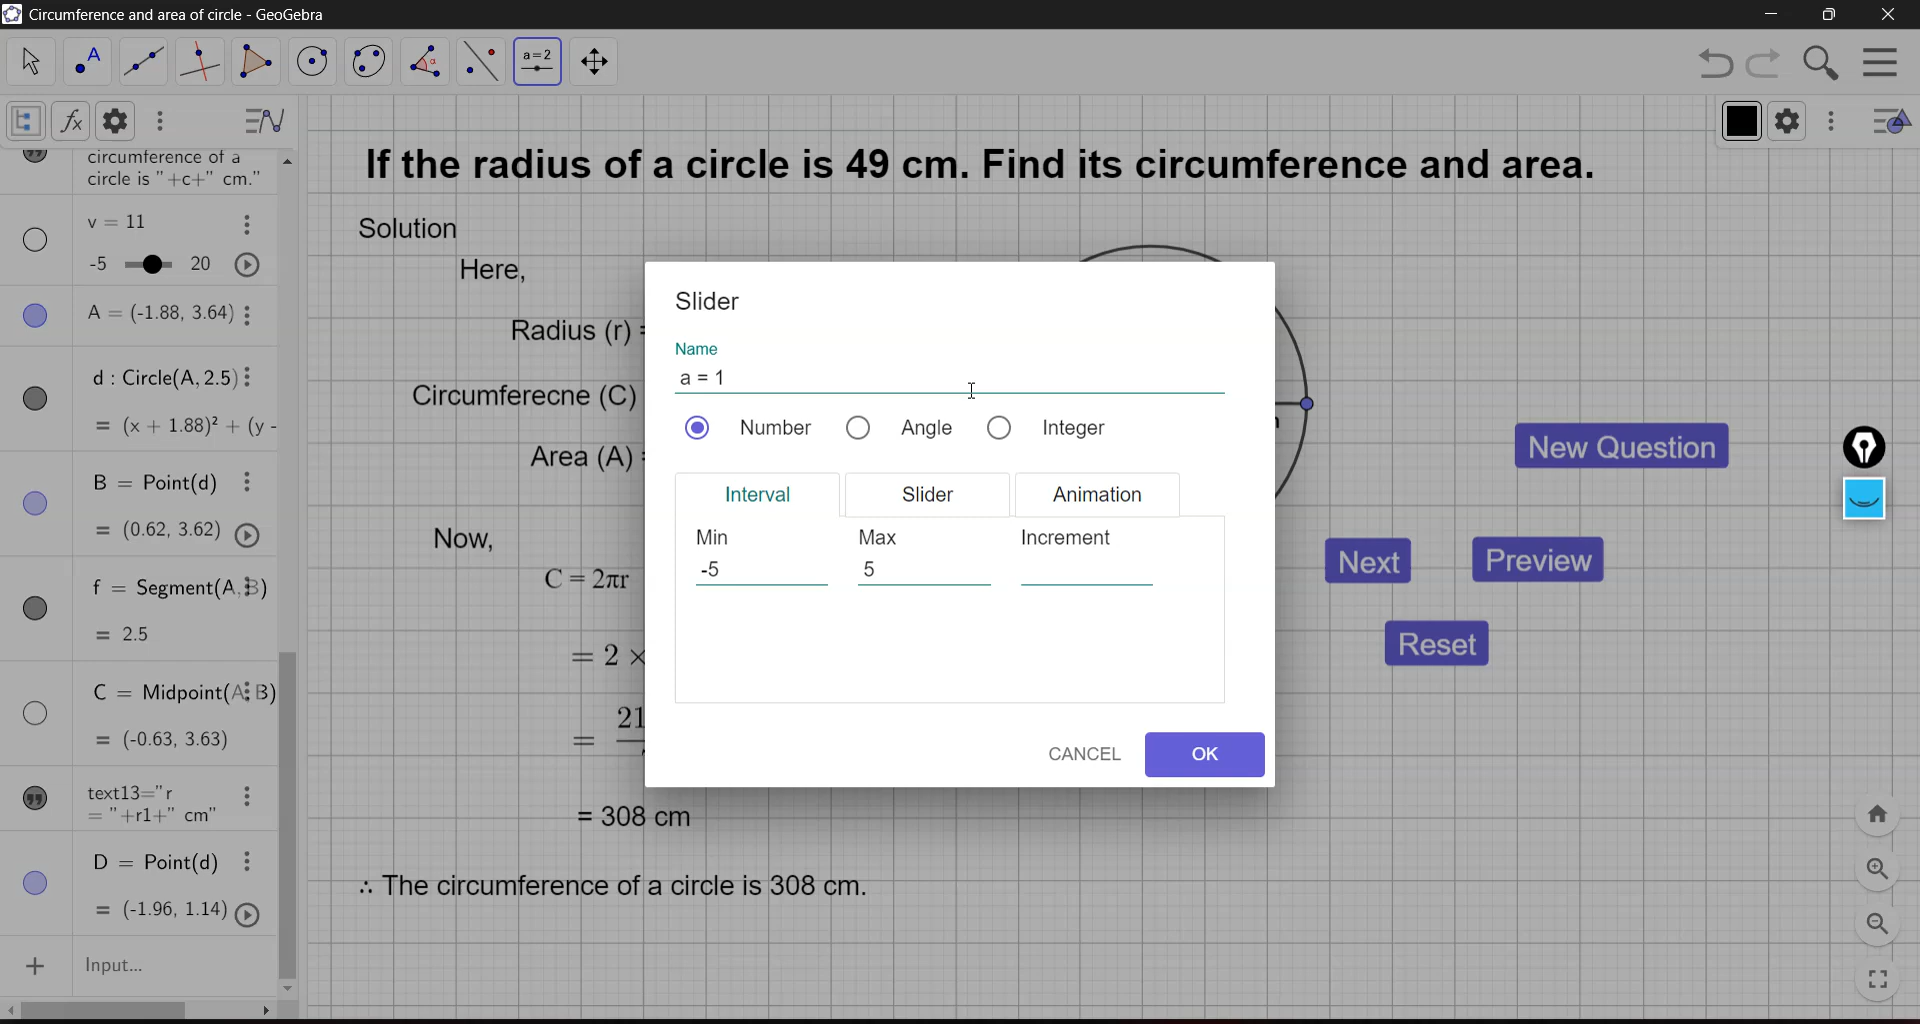 Circumference and area of circle - GeoGebra
A
α
a=2
fx
circumference of a
circle is "+c+" cm."
v = 11
-5 20
A = (-1.88, 3.64)
d : Circle(A, 2.5)
= (x + 1.88)² + (y -
B = Point(d)
= (0.62, 3.62)
f = Segment(A, B)
= 2.5
C = Midpoint(A, B)
= (-0.63, 3.63)
text13="r
= "+r1+" cm"
D = Point(d)
= (-1.96, 1.14)
Input...
If the radius of a circle is 49 cm. Find its circumference and area.
Solution
Here,
Radius (r) =
Circumferecne (C)
Area (A) :
Now,
C = 2πr
= 2 ×
= 21
= 308 cm
∴ The circumference of a circle is 308 cm.
Slider
Name
a = 1
Number Angle Integer
Interval Slider Animation
Min Max Increment
-5 5
CANCEL OK
New Question
Next Preview
Reset